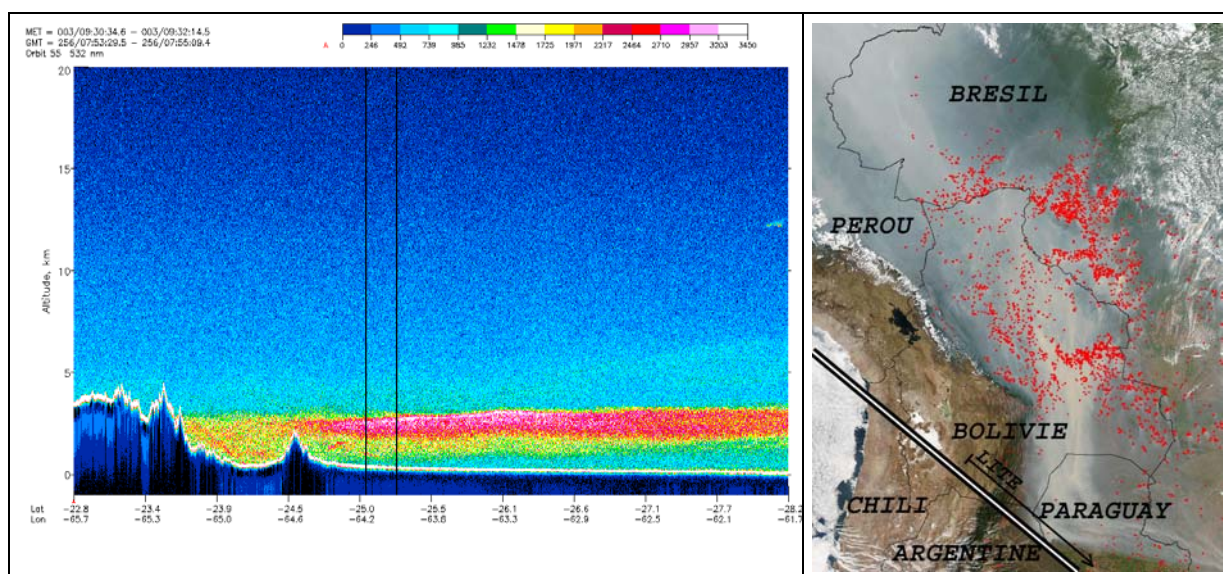 MET = 003/09:30:34.6 - 003/09:32:14.5
GMT = 256/07:53:29.5 - 256/07:55:09.4
Orbit 55 532 nm
A 0 246 492 739 985 1232 1478 1725 1971 2217 2464 2710 2957 3203 3450
20
15
10
5
0
Altitude, km
Lat -22.8 -23.4 -23.9 -24.5 -25.0 -25.5 -26.1 -26.6 -27.1 -27.7 -28.2
Lon -65.7 -65.3 -65.0 -64.6 -64.2 -63.8 -63.3 -62.9 -62.5 -62.1 -61.7
BRESIL
PEROU
BOLIVIE
LITE
CHILI
PARAGUAY
ARGENTINE